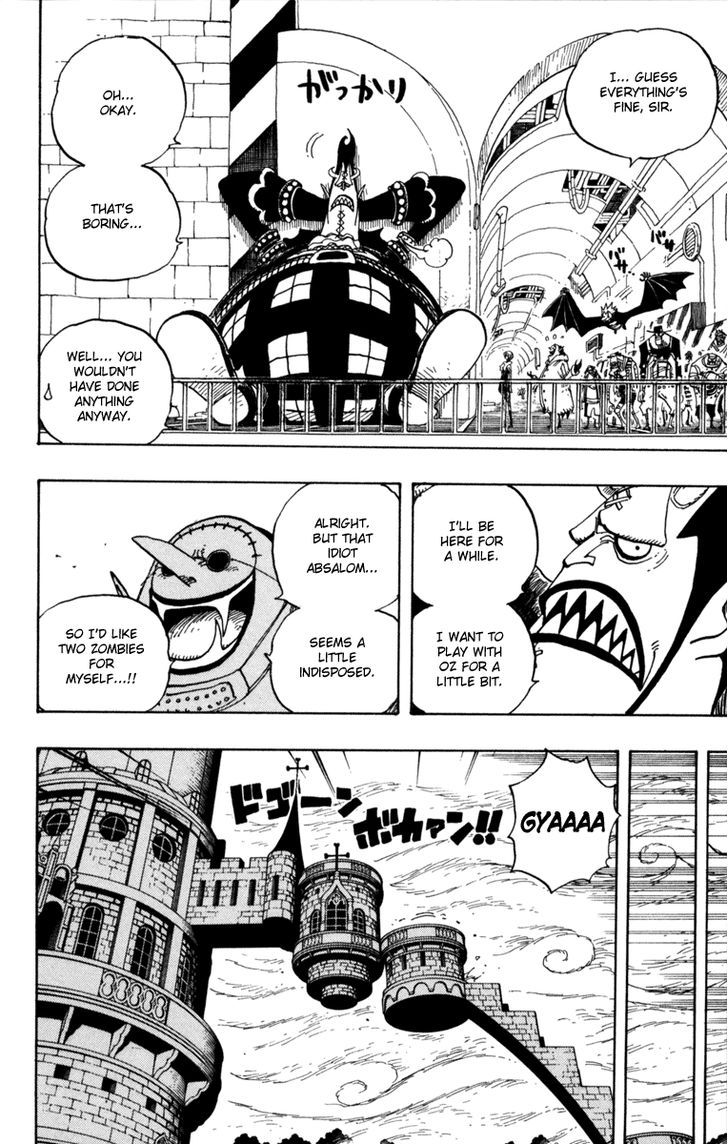 I... GUESS
EVERYTHING'S
FINE, SIR.
がっかり
OH...
OKAY.
THAT'S
BORING...
WELL... YOU
WOULDN'T
HAVE DONE
ANYTHING
ANYWAY.
I'LL BE
HERE FOR
A WHILE.
I WANT TO
PLAY WITH
OZ FOR A
LITTLE BIT.
ALRIGHT.
BUT THAT
IDIOT
ABSALOM...
SEEMS
A LITTLE
INDISPOSED.
SO I'D LIKE
TWO ZOMBIES
FOR
MYSELF...!!
GYAAAA
ドゴーン
ボカァン!!